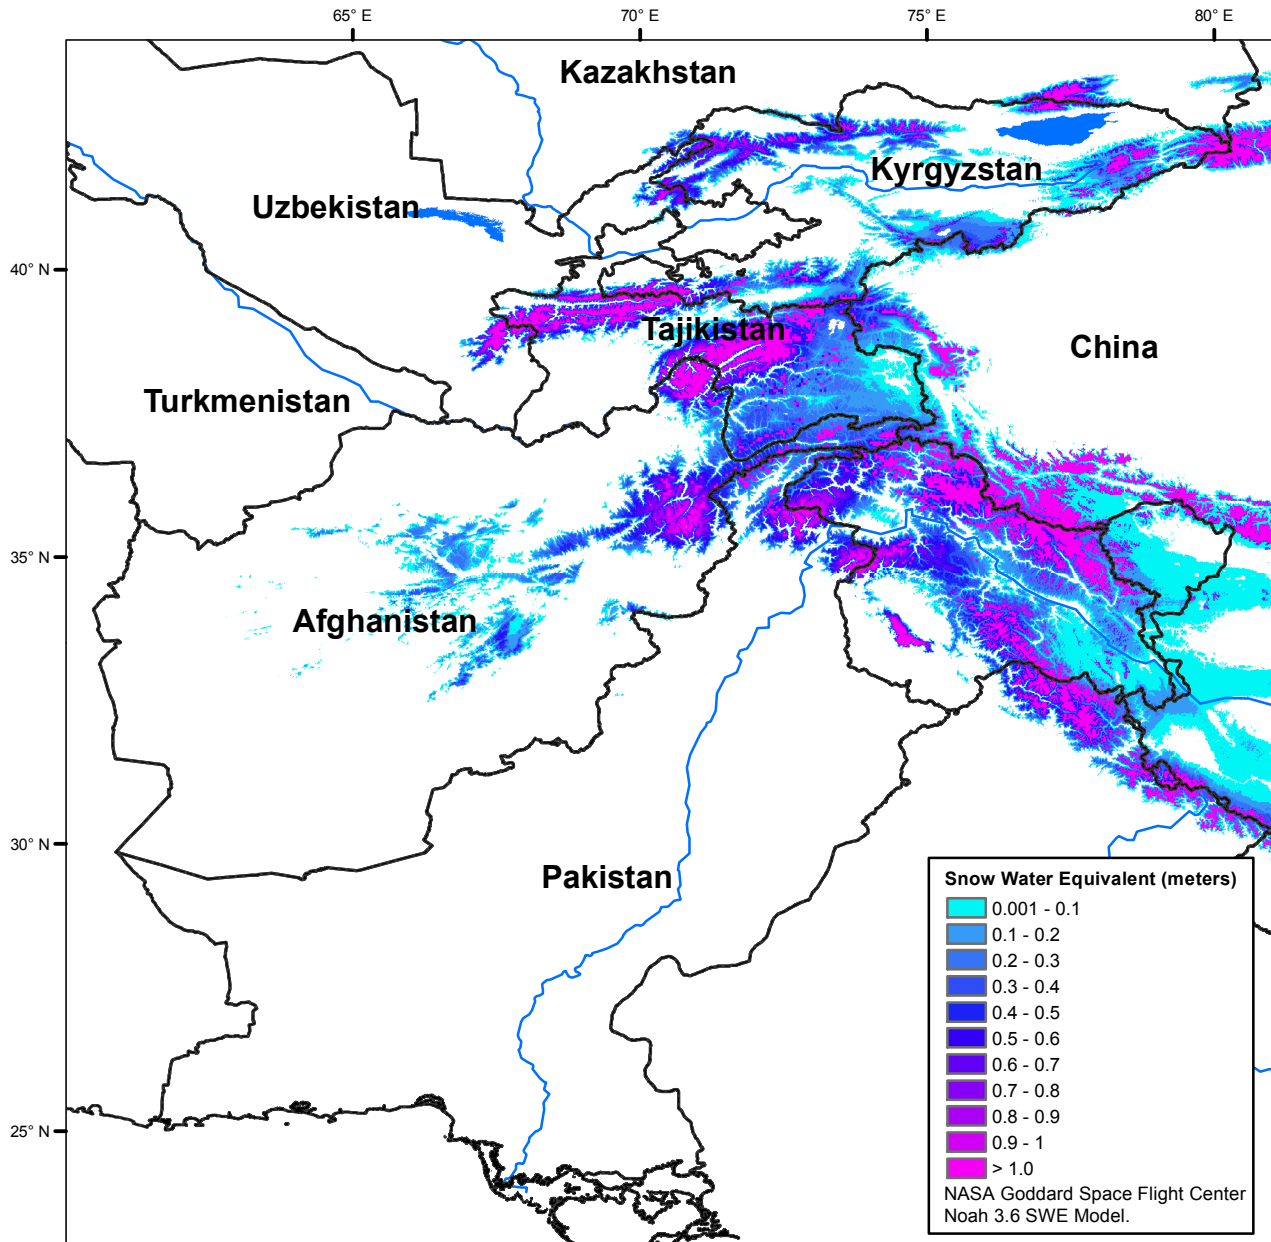 65° E
70° E
75° E
80° E
Kazakhstan
Kyrgyzstan
Uzbekistan
40° N
Tajikistan
China
Turkmenistan
35° N
Afghanistan
30° N
Pakistan
25° N
Snow Water Equivalent (meters)
0.001 - 0.1
0.1 - 0.2
0.2 - 0.3
0.3 - 0.4
0.4 - 0.5
0.5 - 0.6
0.6 - 0.7
0.7 - 0.8
0.8 - 0.9
0.9 - 1
> 1.0
NASA Goddard Space Flight Center
Noah 3.6 SWE Model.